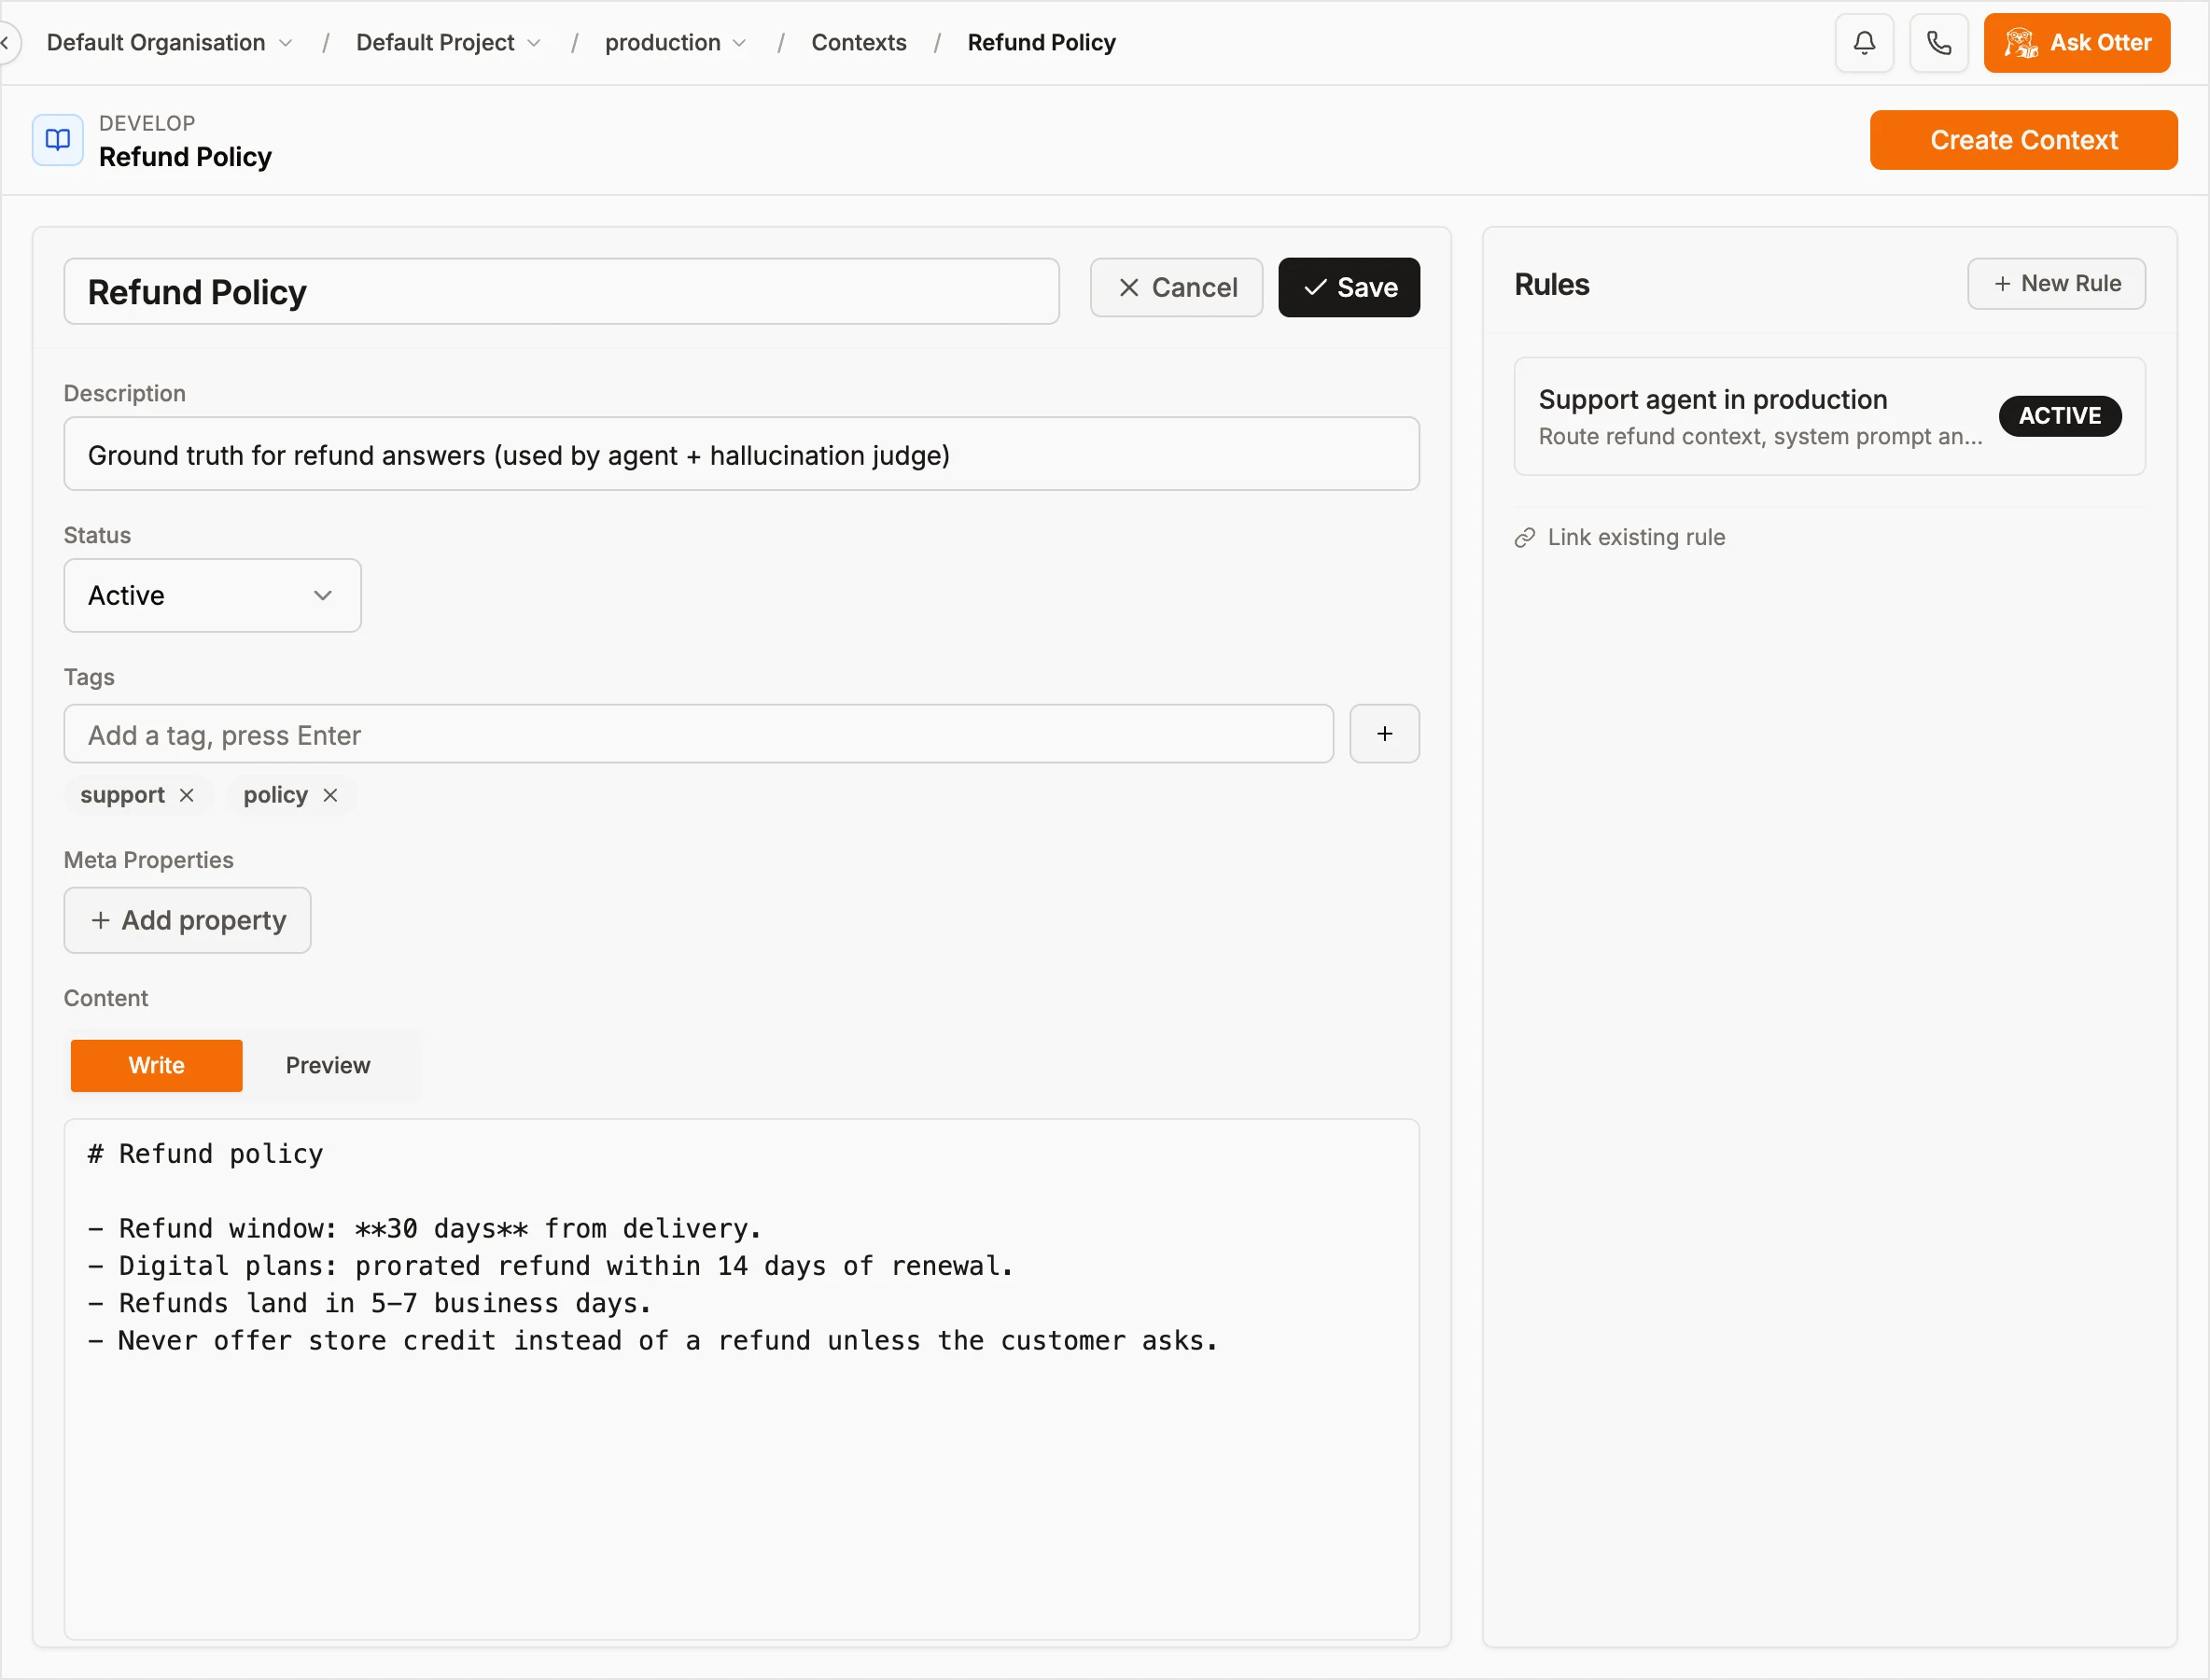 Default Organisation / Default Project / production / Contexts / Refund Policy
Ask Otter
DEVELOP
Refund Policy
Create Context
Refund Policy
Cancel
Save
Description
Ground truth for refund answers (used by agent + hallucination judge)
Status
Active
Tags
Add a tag, press Enter
+
support
policy
Meta Properties
+ Add property
Content
Write
Preview
# Refund policy
- Refund window: **30 days** from delivery.
- Digital plans: prorated refund within 14 days of renewal.
- Refunds land in 5-7 business days.
- Never offer store credit instead of a refund unless the customer asks.
Rules
+ New Rule
Support agent in production
Route refund context, system prompt an...
ACTIVE
Link existing rule